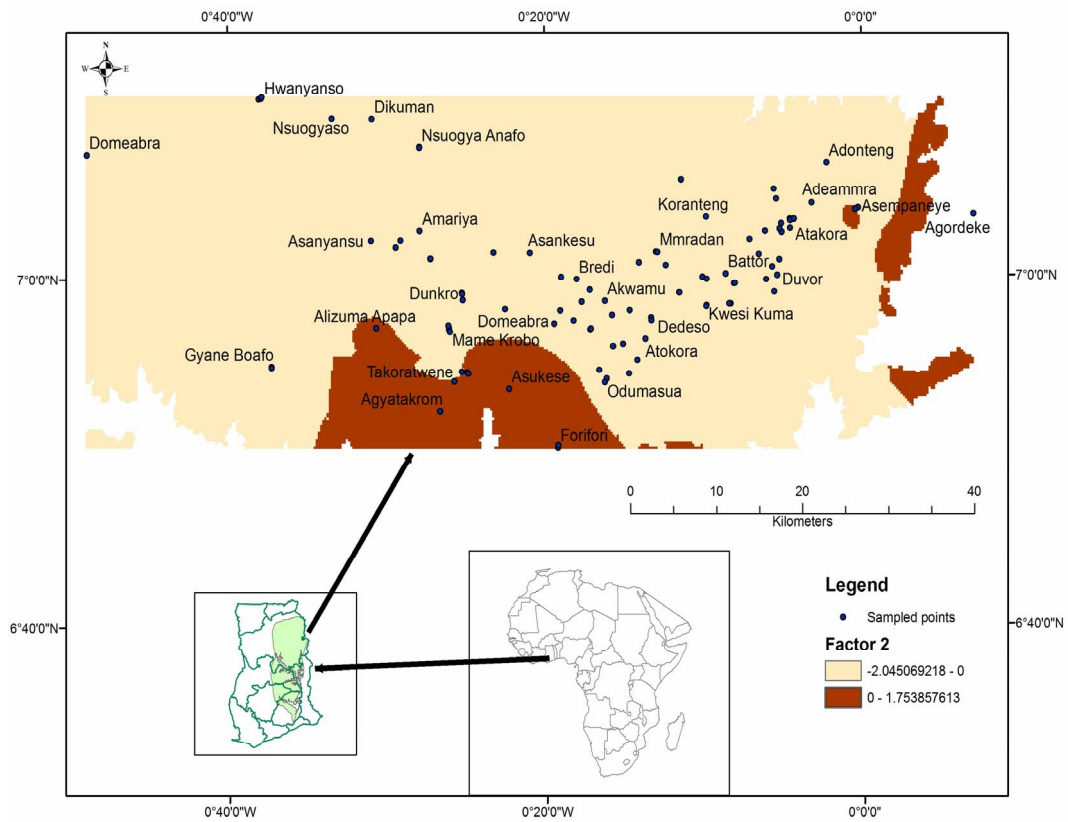 0°40'0"W 0°20'0"W 0°0'0"
N
W E
S
Hwanyanso
Dikuman
Nsuogyaso
Nsuogya Anafo
Domeabra
Adonteng
Adeammra
Koranteng
Asempaneye
Amariya
Agordeke
Asanyansu
Asankesu
Mmradan
Atakora
7°0'0"N
Bredi
Battor
7°0'0"N
Duvor
Dunkro
Akwamu
Kwesi Kuma
Alizuma Apapa
Domeabra
Dedeso
Mame Krobo
Gyane Boafo
Atokora
Takoratwene
Asukese
Odumasua
Agyatakrom
Forifori
0 10 20 40
Kilometers
Legend
Sampled points
Factor 2
-2.045069218 - 0
0 - 1.753857613
6°40'0"N 6°40'0"N
0°40'0"W 0°20'0"W 0°0'0"